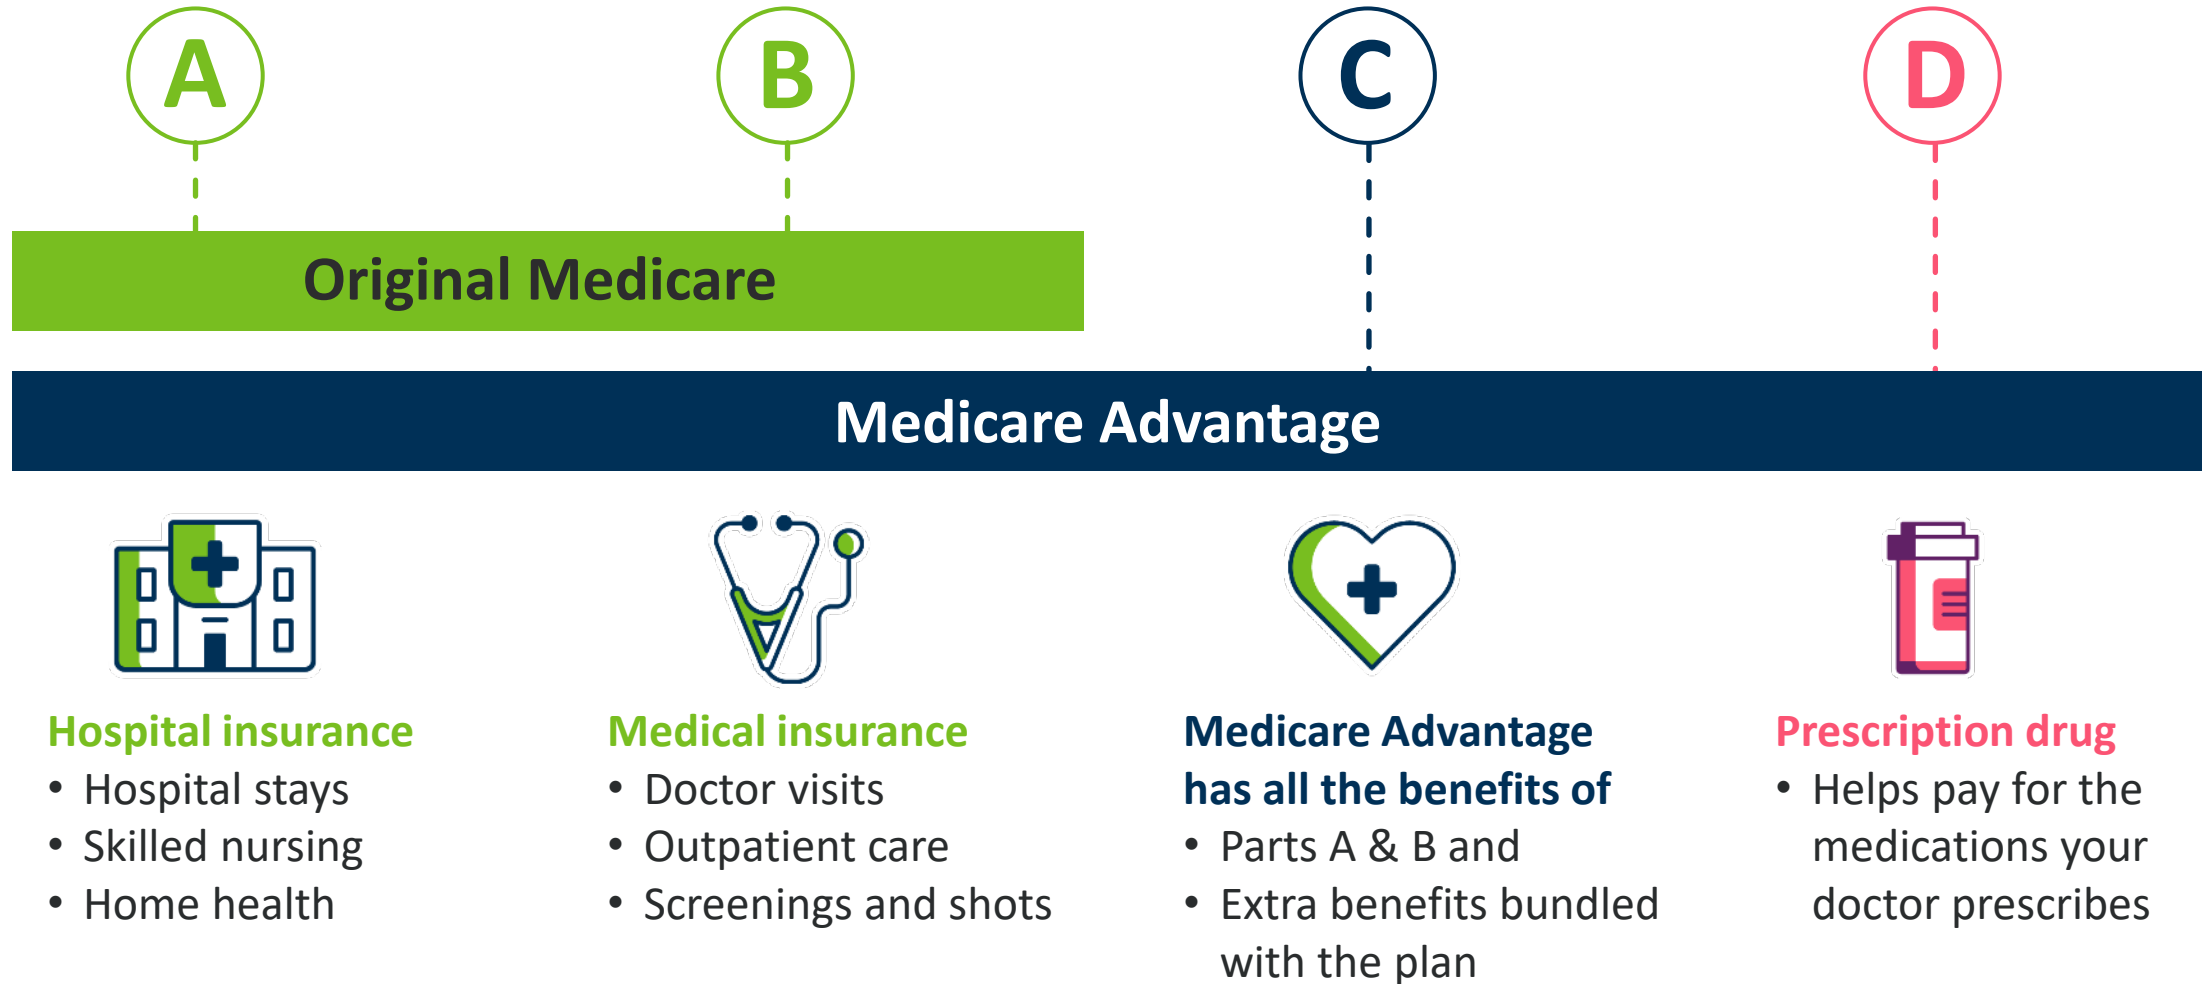 A
B
C
D
Original Medicare
Medicare Advantage
Hospital insurance
• Hospital stays
• Skilled nursing
• Home health
Medical insurance
• Doctor visits
• Outpatient care
• Screenings and shots
Medicare Advantage
has all the benefits of
• Parts A & B and
• Extra benefits bundled
with the plan
Prescription drug
• Helps pay for the
medications your
doctor prescribes